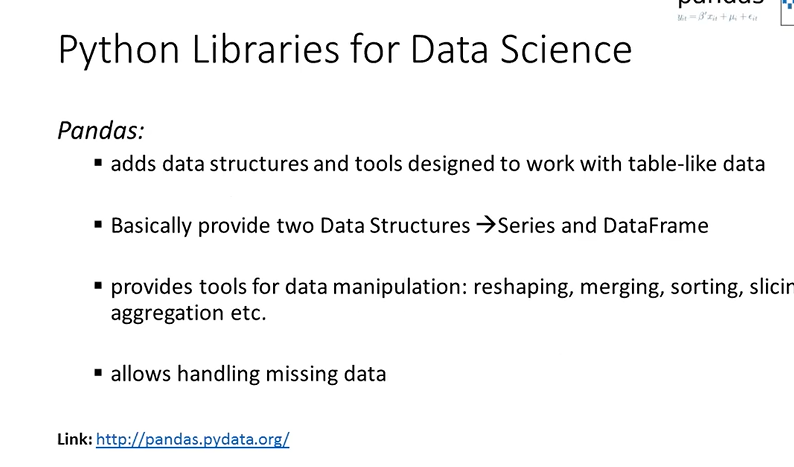 pandas
Python Libraries for Data Science
Pandas:
▪ adds data structures and tools designed to work with table-like data
▪ Basically provide two Data Structures →Series and DataFrame
▪ provides tools for data manipulation: reshaping, merging, sorting, slicin
aggregation etc.
▪ allows handling missing data
Link: http://pandas.pydata.org/